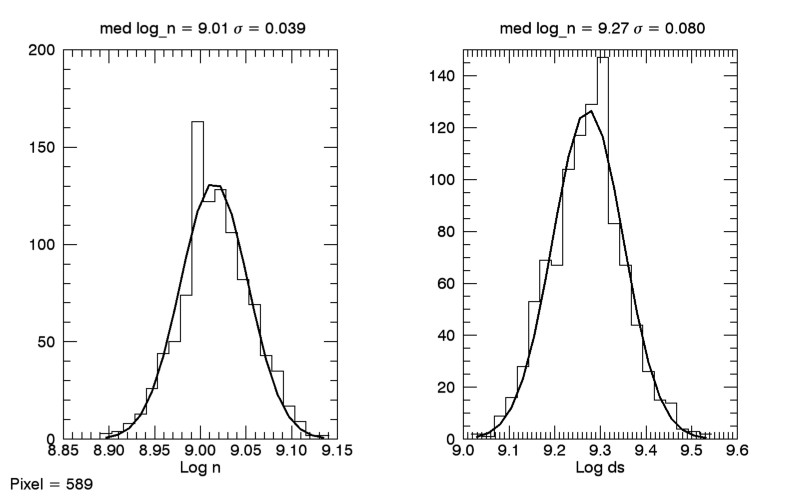 med log_n = 9.01 σ = 0.039
200
150
100
50
0
8.85 8.90 8.95 9.00 9.05 9.10 9.15
Log n
med log_n = 9.27 σ = 0.080
140
120
100
80
60
40
20
0
9.0 9.1 9.2 9.3 9.4 9.5 9.6
Log ds
Pixel = 589